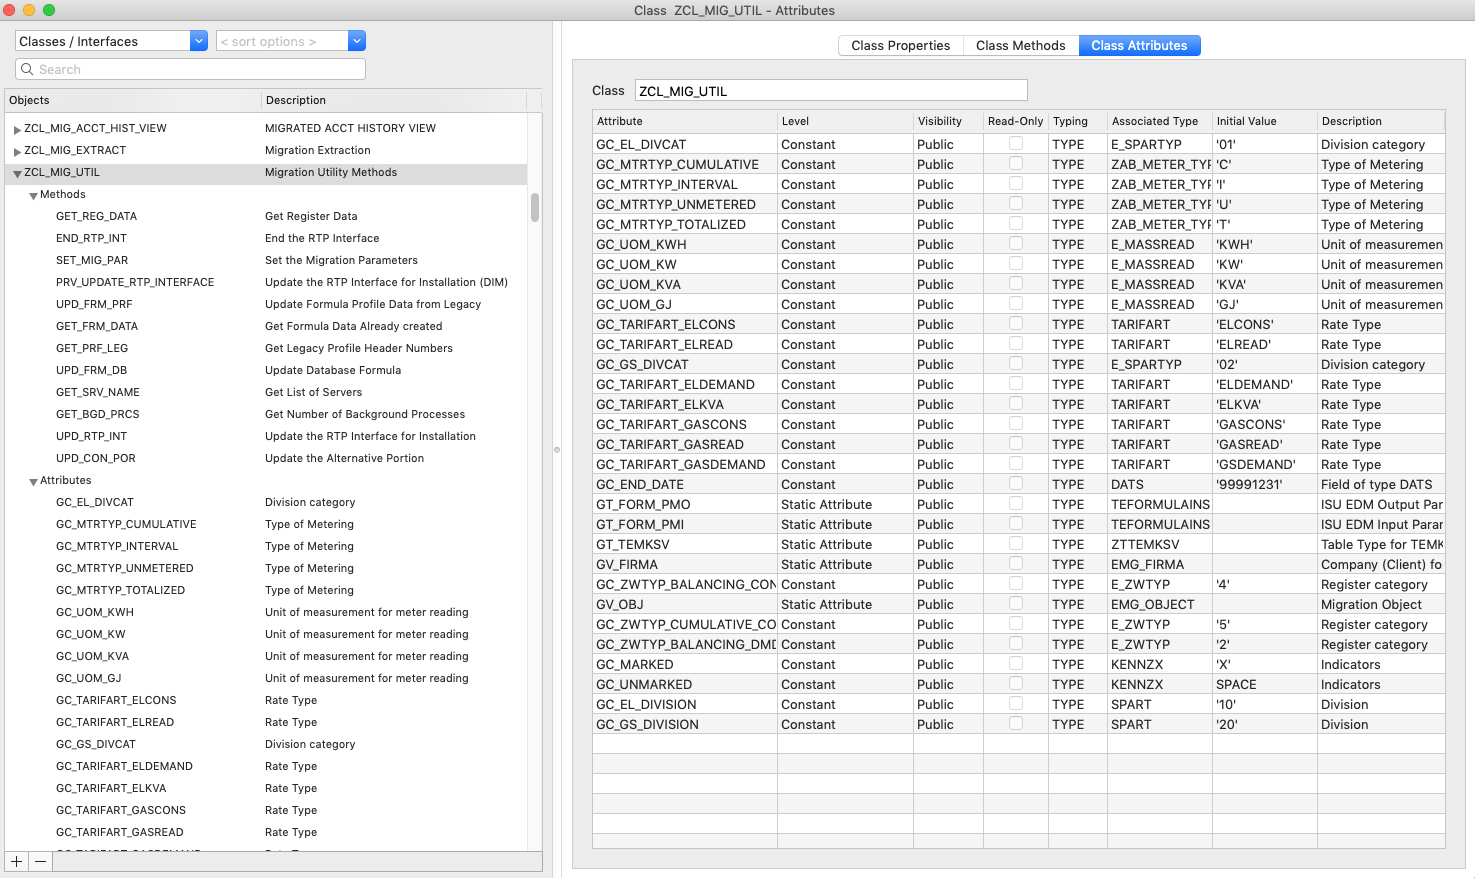 Class ZCL_MIG_UTIL - Attributes
Classes / Interfaces
< sort options >
Search
Objects Description
ZCL_MIG_ACCT_HIST_VIEW MIGRATED ACCT HISTORY VIEW
ZCL_MIG_EXTRACT Migration Extraction
ZCL_MIG_UTIL Migration Utility Methods
Methods
GET_REG_DATA Get Register Data
END_RTP_INT End the RTP Interface
SET_MIG_PAR Set the Migration Parameters
PRV_UPDATE_RTP_INTERFACE Update the RTP Interface for Installation (DIM)
UPD_FRM_PRF Update Formula Profile Data from Legacy
GET_FRM_DATA Get Formula Data Already created
GET_PRF_LEG Get Legacy Profile Header Numbers
UPD_FRM_DB Update Database Formula
GET_SRV_NAME Get List of Servers
GET_BGD_PRCS Get Number of Background Processes
UPD_RTP_INT Update the RTP Interface for Installation
UPD_CON_POR Update the Alternative Portion
Attributes
GC_EL_DIVCAT Division category
GC_MTRTYP_CUMULATIVE Type of Metering
GC_MTRTYP_INTERVAL Type of Metering
GC_MTRTYP_UNMETERED Type of Metering
GC_MTRTYP_TOTALIZED Type of Metering
GC_UOM_KWH Unit of measurement for meter reading
GC_UOM_KW Unit of measurement for meter reading
GC_UOM_KVA Unit of measurement for meter reading
GC_UOM_GJ Unit of measurement for meter reading
GC_TARIFART_ELCONS Rate Type
GC_TARIFART_ELREAD Rate Type
GC_GS_DIVCAT Division category
GC_TARIFART_ELDEMAND Rate Type
GC_TARIFART_ELKVA Rate Type
GC_TARIFART_GASCONS Rate Type
GC_TARIFART_GASREAD Rate Type
Class Properties Class Methods Class Attributes
Class ZCL_MIG_UTIL
Attribute Level Visibility Read-Only Typing Associated Type Initial Value Description
GC_EL_DIVCAT Constant Public TYPE E_SPARTYP '01' Division category
GC_MTRTYP_CUMULATIVE Constant Public TYPE ZAB_METER_TYP 'C' Type of Metering
GC_MTRTYP_INTERVAL Constant Public TYPE ZAB_METER_TYP 'I' Type of Metering
GC_MTRTYP_UNMETERED Constant Public TYPE ZAB_METER_TYP 'U' Type of Metering
GC_MTRTYP_TOTALIZED Constant Public TYPE ZAB_METER_TYP 'T' Type of Metering
GC_UOM_KWH Constant Public TYPE E_MASSREAD 'KWH' Unit of measuremen
GC_UOM_KW Constant Public TYPE E_MASSREAD 'KW' Unit of measuremen
GC_UOM_KVA Constant Public TYPE E_MASSREAD 'KVA' Unit of measuremen
GC_UOM_GJ Constant Public TYPE E_MASSREAD 'GJ' Unit of measuremen
GC_TARIFART_ELCONS Constant Public TYPE TARIFART 'ELCONS' Rate Type
GC_TARIFART_ELREAD Constant Public TYPE TARIFART 'ELREAD' Rate Type
GC_GS_DIVCAT Constant Public TYPE E_SPARTYP '02' Division category
GC_TARIFART_ELDEMAND Constant Public TYPE TARIFART 'ELDEMAND' Rate Type
GC_TARIFART_ELKVA Constant Public TYPE TARIFART 'ELKVA' Rate Type
GC_TARIFART_GASCONS Constant Public TYPE TARIFART 'GASCONS' Rate Type
GC_TARIFART_GASREAD Constant Public TYPE TARIFART 'GASREAD' Rate Type
GC_TARIFART_GASDEMAND Constant Public TYPE TARIFART 'GSDEMAND' Rate Type
GC_END_DATE Constant Public TYPE DATS '99991231' Field of type DATS
GT_FORM_PMO Static Attribute Public TYPE TEFORMULAINS ISU EDM Output Par
GT_FORM_PMI Static Attribute Public TYPE TEFORMULAINS ISU EDM Input Parar
GT_TEMKSV Static Attribute Public TYPE ZTTEMKSV Table Type for TEMK
GV_FIRMA Static Attribute Public TYPE EMG_FIRMA Company (Client) fo
GC_ZWTYP_BALANCING_CON Constant Public TYPE E_ZWTYP '4' Register category
GV_OBJ Static Attribute Public TYPE EMG_OBJECT Migration Object
GC_ZWTYP_CUMULATIVE_CO Constant Public TYPE E_ZWTYP '5' Register category
GC_ZWTYP_BALANCING_DMD Constant Public TYPE E_ZWTYP '2' Register category
GC_MARKED Constant Public TYPE KENNZX 'X' Indicators
GC_UNMARKED Constant Public TYPE KENNZX SPACE Indicators
GC_EL_DIVISION Constant Public TYPE SPART '10' Division
GC_GS_DIVISION Constant Public TYPE SPART '20' Division